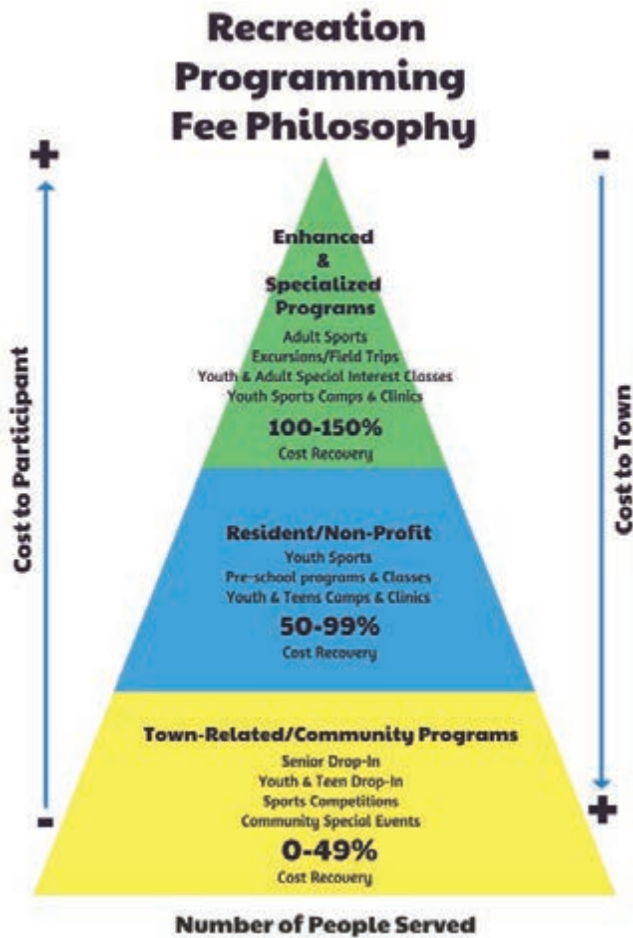 Recreation
Programming
Fee Philosophy
+
-
Cost to Participant
Cost to Town
Enhanced
&
Specialized
Programs
Adult Sports
Excursions/Field Trips
Youth & Adult Special Interest Classes
Youth Sports Camps & Clinics
100-150%
Cost Recovery
Resident/Non-Profit
Youth Sports
Pre-school programs & Classes
Youth & Teens Camps & Clinics
50-99%
Cost Recovery
Town-Related/Community Programs
Senior Drop-In
Youth & Teen Drop-In
Sports Competitions
Community Special Events
0-49%
Cost Recovery
-
+
Number of People Served